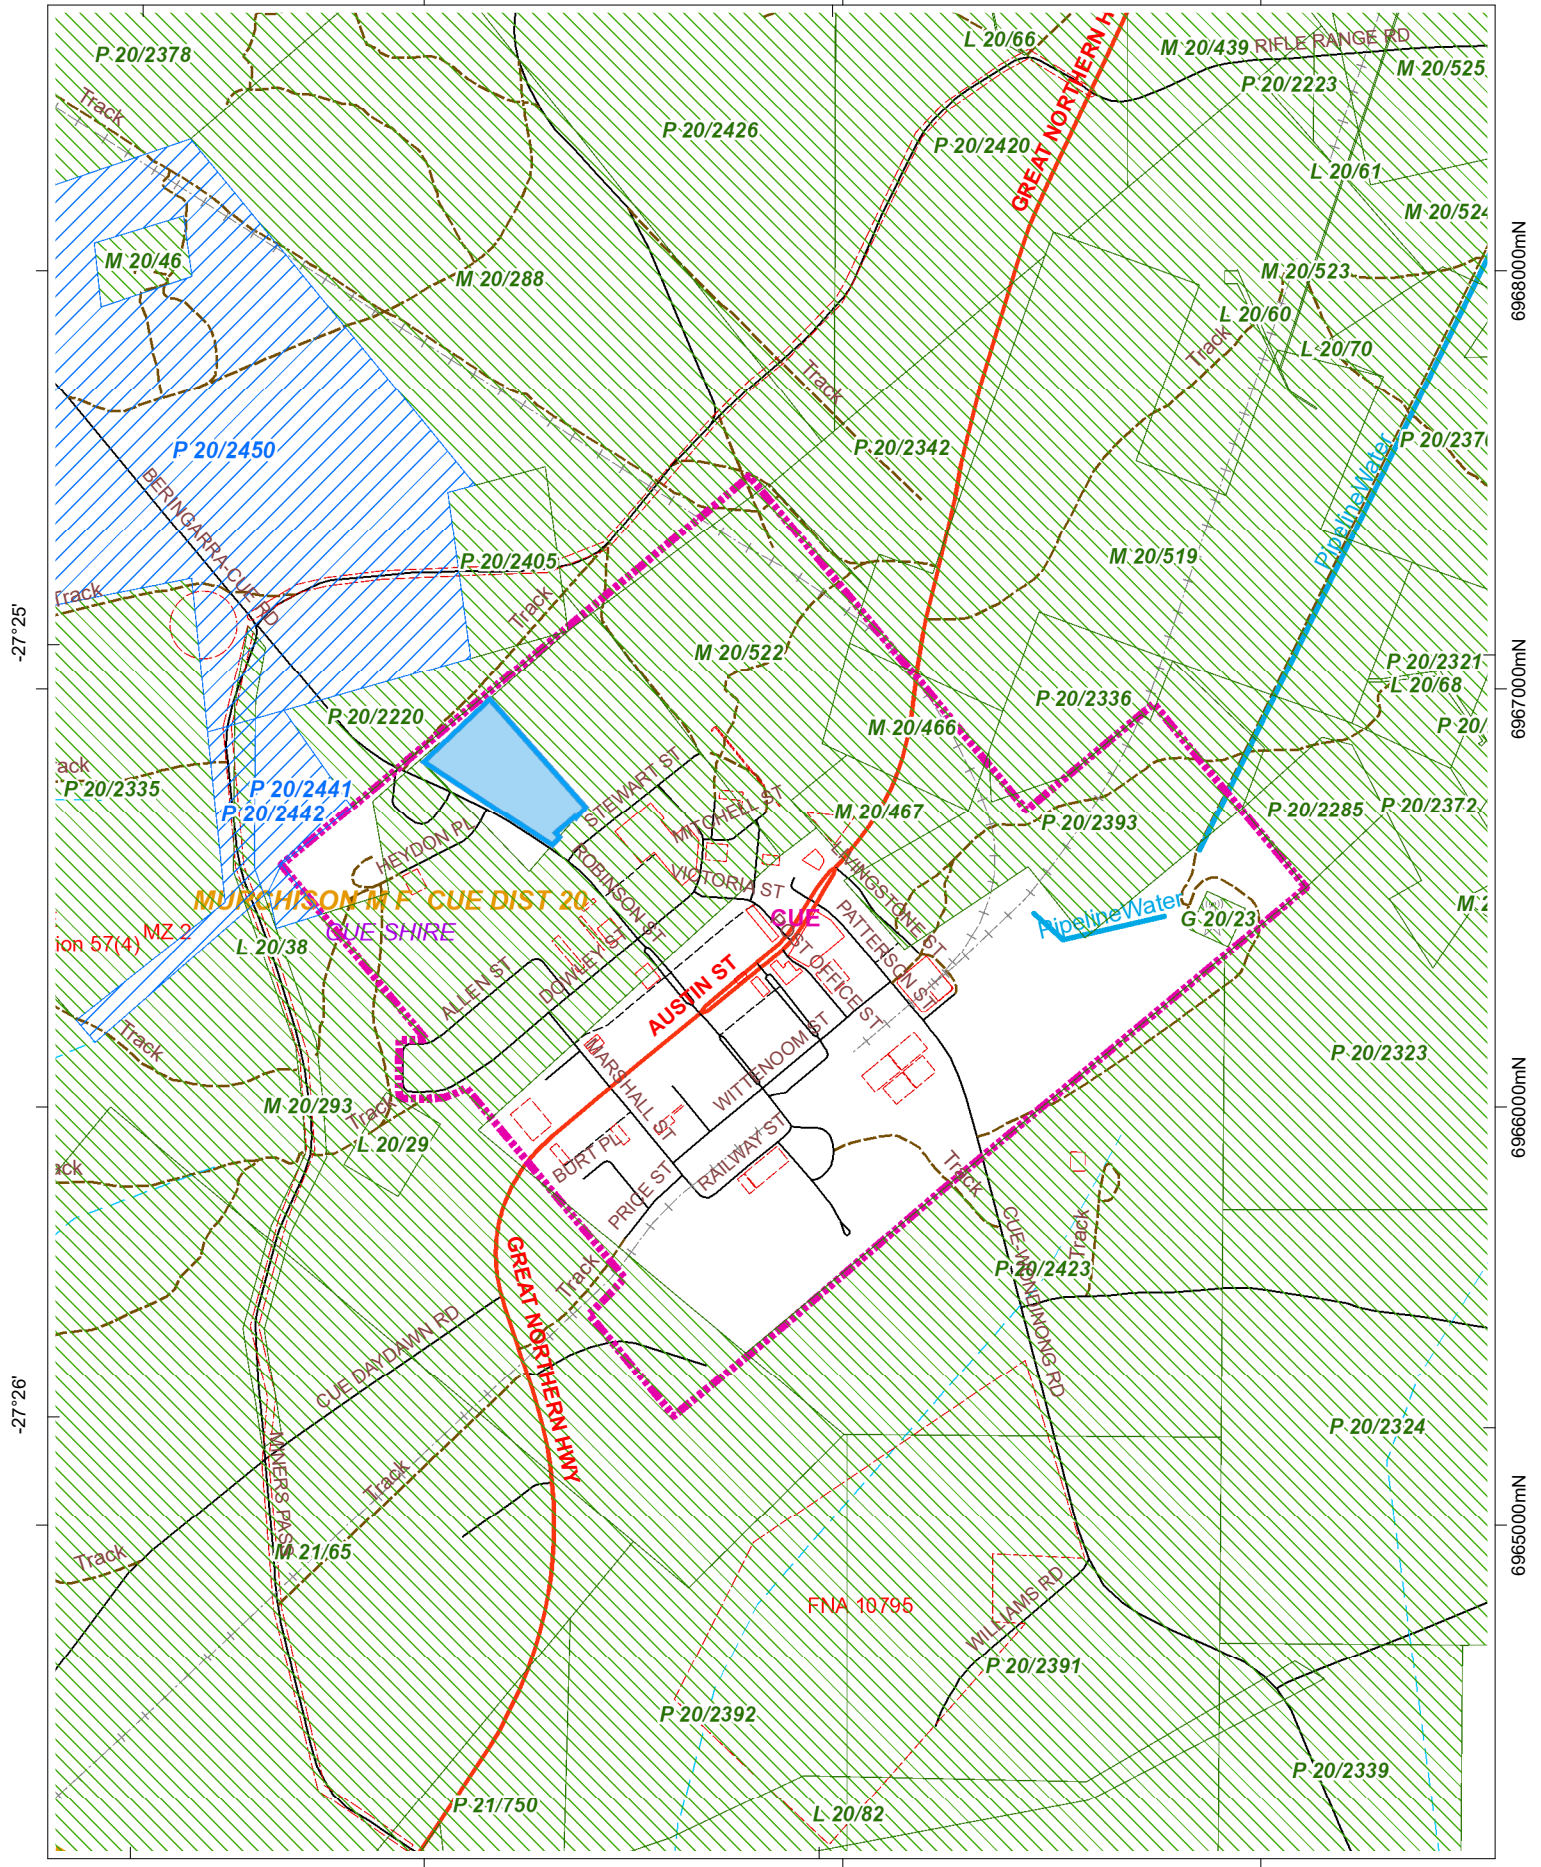 L 20/66
GREAT NORTHERN H
M 20/439
RIFLE RANGE RD
P 20/2378
M 20/525
P 20/2223
Track
P 20/2426
P 20/2420
L 20/61
M 20/524
M 20/46
M 20/288
M 20/523
6968000mN
L 20/60
Track
L 20/70
Track
P 20/2450
P 20/2342
P 20/2370
BERINGARRA-CUE RD
PipelineWater
P 20/2405
M 20/519
Track
Track
-27°25'
M 20/522
P 20/2321
L 20/68
P 20/2336
6967000mN
P 20/2220
M 20/466
P 20/
ack
P 20/2335
P 20/2441
P 20/2442
STEWART ST
MITCHELL ST
M 20/467
P 20/2393
P 20/2285
P 20/2372
HEYDON PL
ROBINSON ST
VICTORIA ST
LIVINGSTONE ST
MURCHISON M F CUE DIST 20
CUE
PATTERSON ST
PipelineWater
G 20/23
M 2
ion 57(4)
MZ 2
CUE SHIRE
L 20/38
ALLEN ST
DOWLEY ST
AUSTIN ST
POST OFFICE ST
Track
MARSHALL ST
WITTENOOM ST
P 20/2323
M 20/293
Track
L 20/29
6966000mN
ack
BURT PL
PRICE ST
RAILWAY ST
Track
Track
CUE-WONDINONG RD
P 20/2423
GREAT NORTHERN HWY
Track
CUE DAYDAWN RD
-27°26'
P 20/2324
MINERS PASS
Track
Track
M 21/65
6965000mN
FNA 10795
WILLIAMS RD
P 20/2391
P 20/2392
P 20/2339
P 21/750
L 20/82